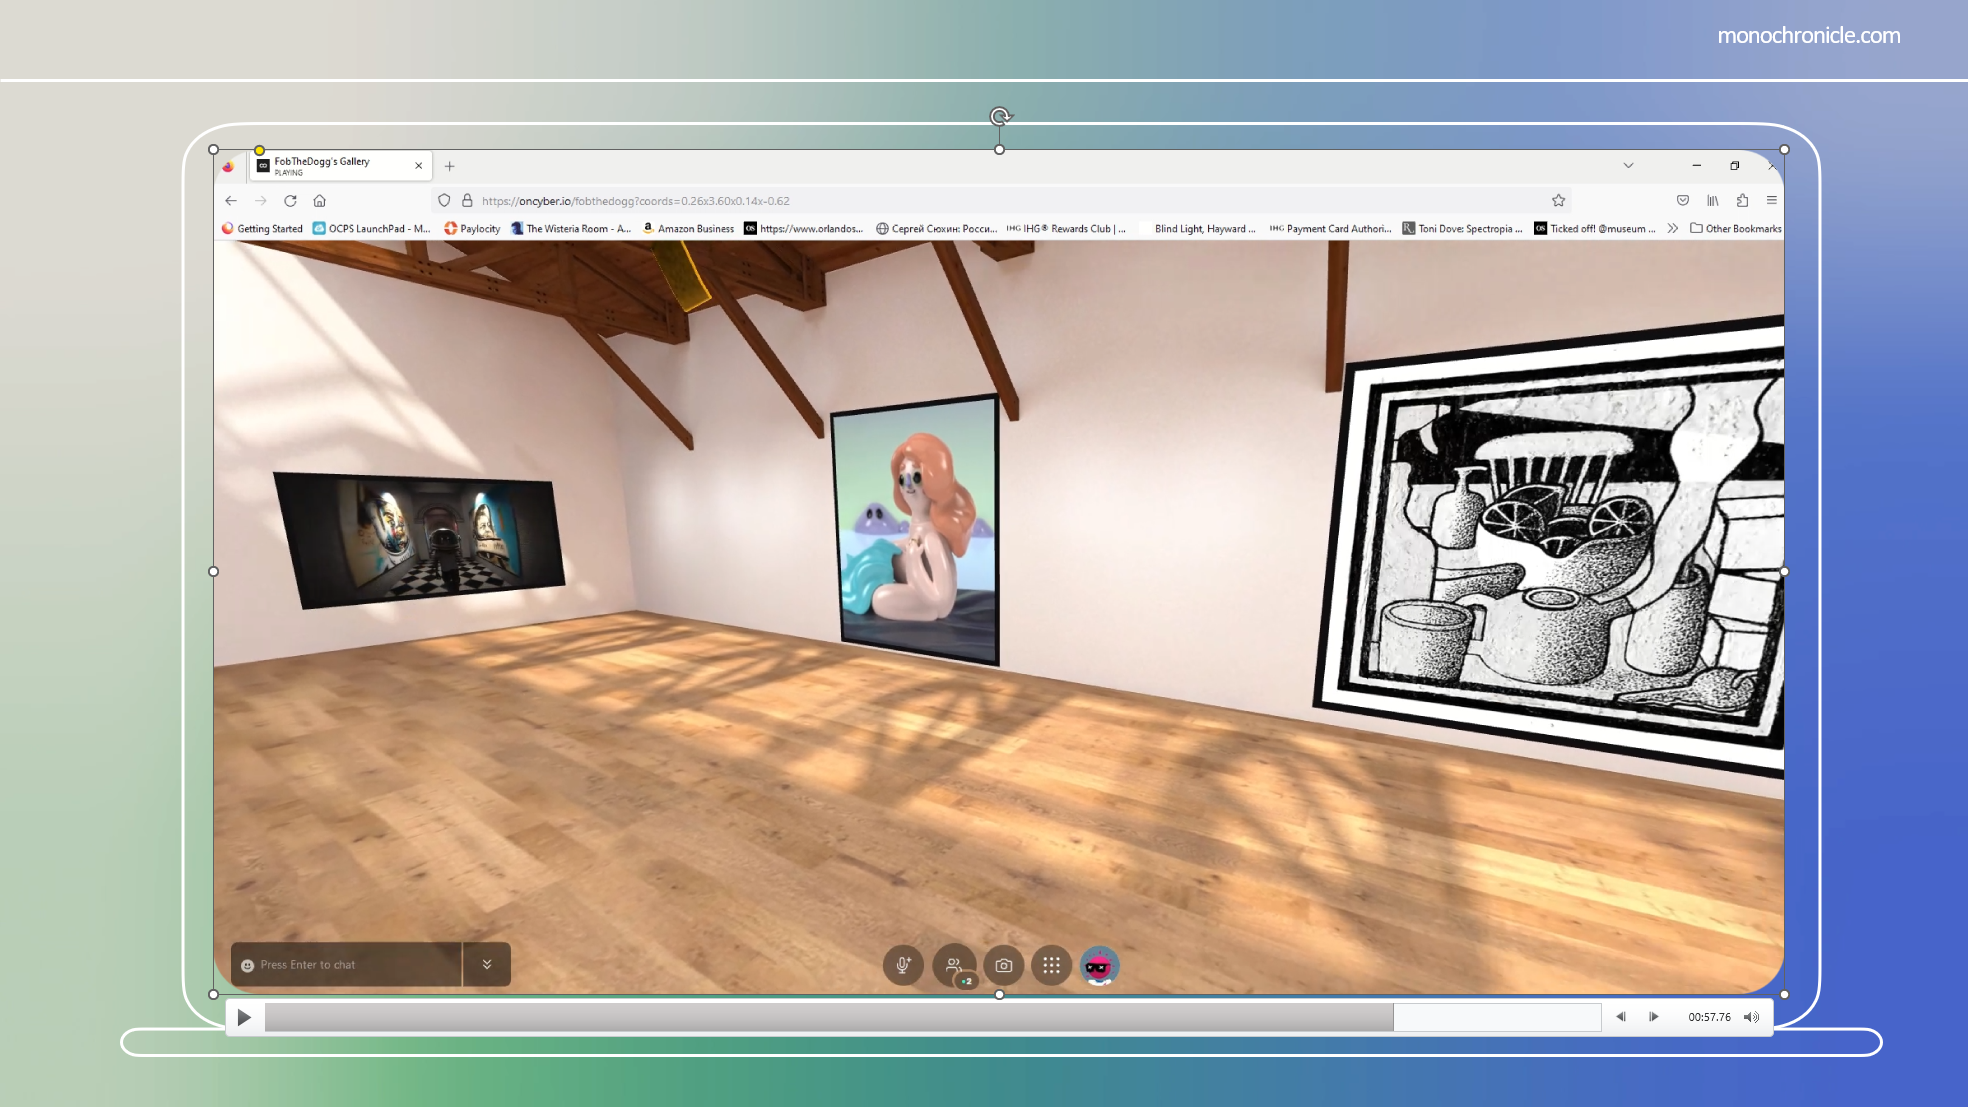 monochronicle.com
FobTheDogg's Gallery
PLAYING
https://oncyber.io/fobthedogg?coords=0.26x3.60x0.14x-0.62
Getting Started
OCPS LaunchPad - M...
Paylocity
The Wisteria Room - A...
Amazon Business
https://www.orlandos...
Сергей Сюхин: Росси...
IHG® Rewards Club | ...
Blind Light, Hayward ...
Payment Card Authori...
Toni Dove: Spectropia ...
Ticked off! @museum ...
Other Bookmarks
Press Enter to chat
2
00:57.76